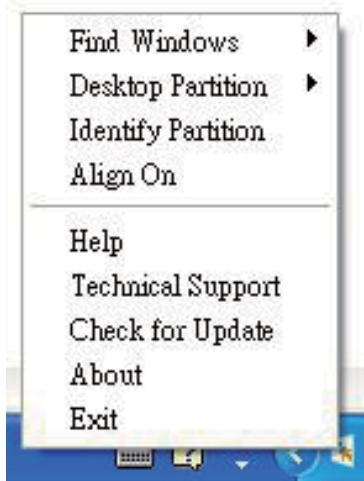 Find Windows
Desktop Partition
Identify Partition
Align On
Help
Technical Support
Check for Update
About
Exit